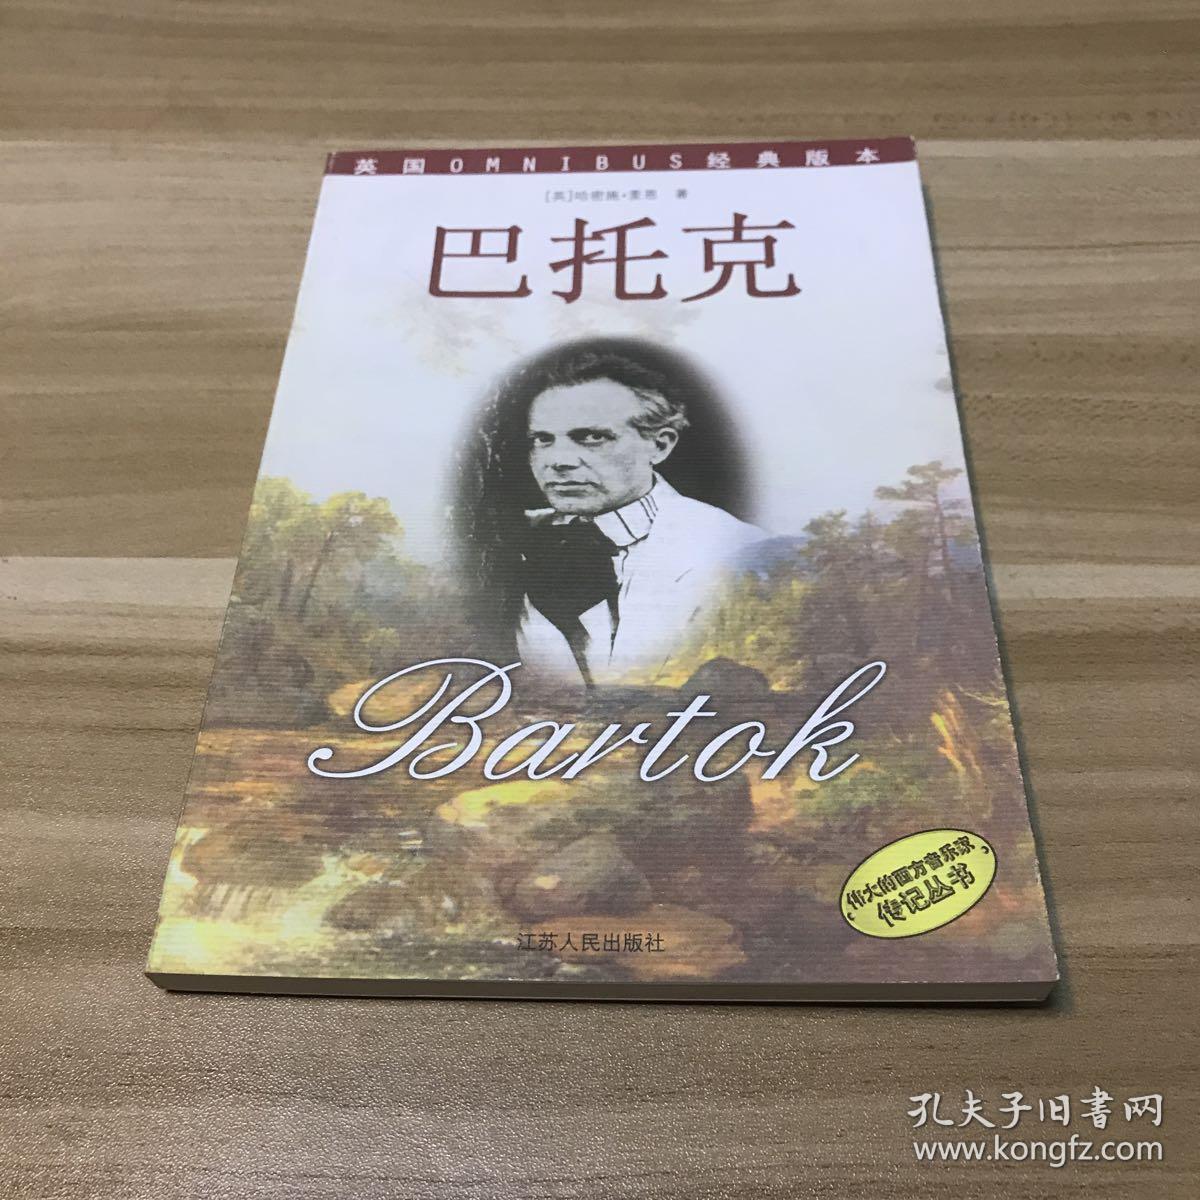 英国OMNIBUS经典版本
[英]哈密施·麦恩 著
巴托克
Bartok
伟大的西方音乐家
传记丛书
江苏人民出版社
孔夫子旧書网
www.kongfz.com